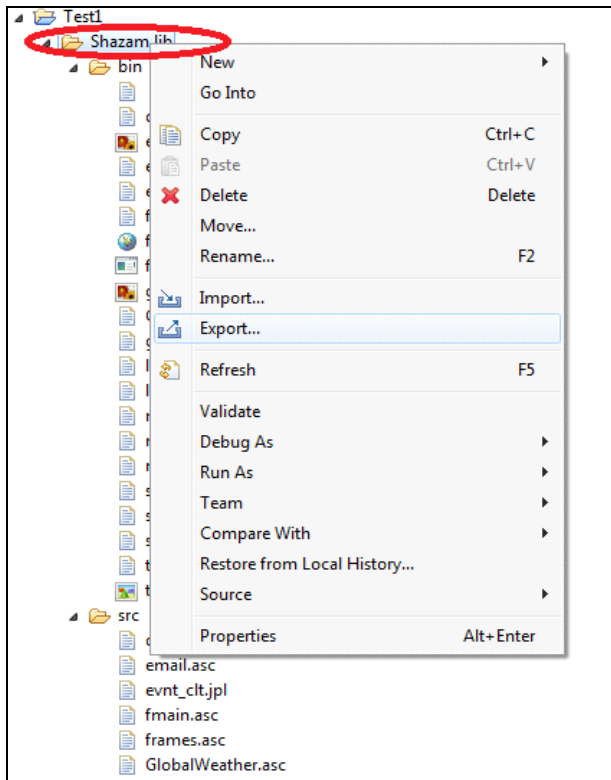 Test1
Shazam.lib
bin
New
Go Into
Copy Ctrl+C
Paste Ctrl+V
Delete Delete
Move...
Rename... F2
Import...
Export...
Refresh F5
Validate
Debug As
Run As
Team
Compare With
Restore from Local History...
Source
Properties Alt+Enter
src
email.asc
evnt_clt.jpl
fmain.asc
frames.asc
GlobalWeather.asc